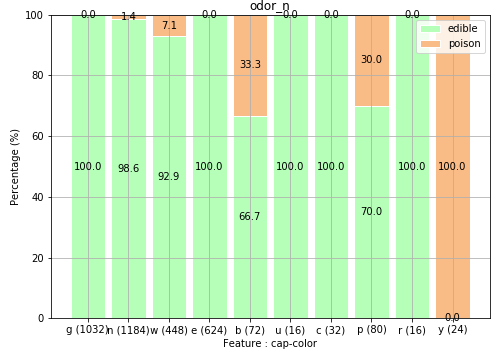 odor_n
100
80
60
40
20
0
Percentage (%)
0.0 1.4 7.1 0.0 33.3 0.0 0.0 30.0 0.0 100.0
100.0 98.6 92.9 100.0 66.7 100.0 100.0 70.0 100.0 0.0
edible
poison
g (1032) n (1184) w (448) e (624) b (72) u (16) c (32) p (80) r (16) y (24)
Feature : cap-color